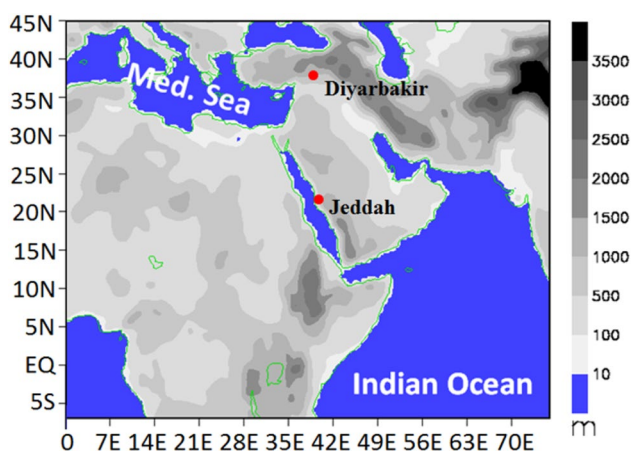 45N
40N
35N
30N
25N
20N
15N
10N
5N
EQ
5S
Med. Sea
Diyarbakir
Jeddah
Indian Ocean
0 7E 14E 21E 28E 35E 42E 49E 56E 63E 70E
3500
3000
2500
2000
1500
1000
500
100
10
m